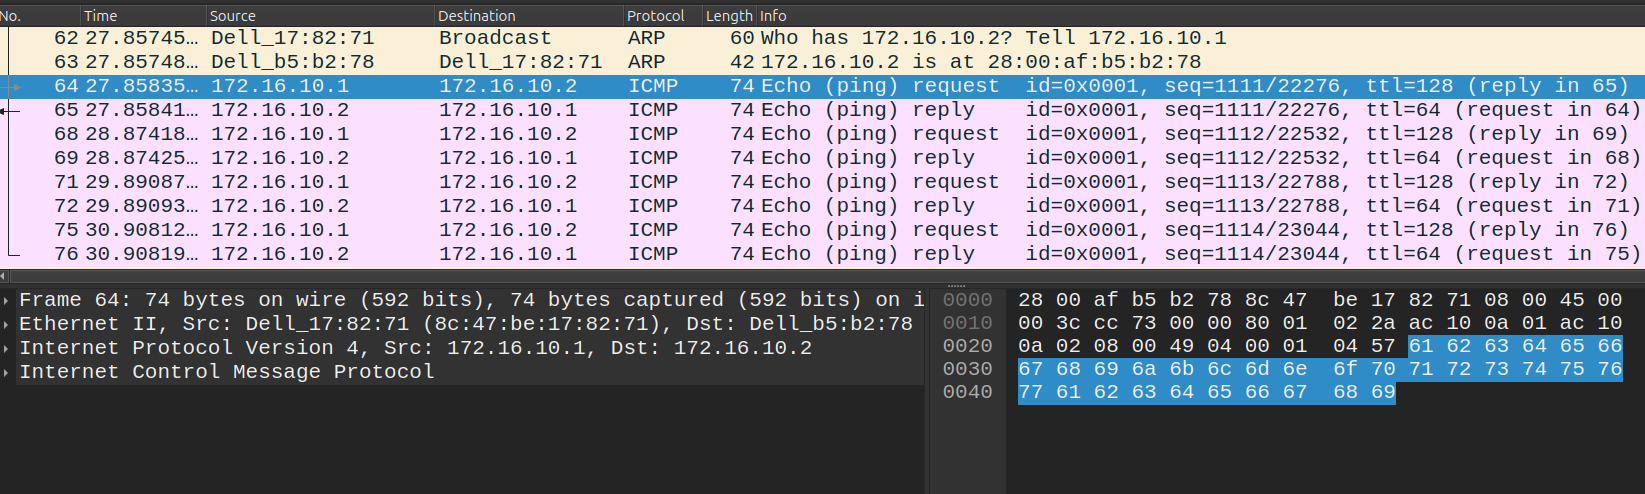 No. Time Source Destination Protocol Length Info
62 27.85745… Dell_17:82:71 Broadcast ARP 60 Who has 172.16.10.2? Tell 172.16.10.1
63 27.85748… Dell_b5:b2:78 Dell_17:82:71 ARP 42 172.16.10.2 is at 28:00:af:b5:b2:78
64 27.85835… 172.16.10.1 172.16.10.2 ICMP 74 Echo (ping) request id=0x0001, seq=1111/22276, ttl=128 (reply in 65)
65 27.85841… 172.16.10.2 172.16.10.1 ICMP 74 Echo (ping) reply id=0x0001, seq=1111/22276, ttl=64 (request in 64)
68 28.87418… 172.16.10.1 172.16.10.2 ICMP 74 Echo (ping) request id=0x0001, seq=1112/22532, ttl=128 (reply in 69)
69 28.87425… 172.16.10.2 172.16.10.1 ICMP 74 Echo (ping) reply id=0x0001, seq=1112/22532, ttl=64 (request in 68)
71 29.89087… 172.16.10.1 172.16.10.2 ICMP 74 Echo (ping) request id=0x0001, seq=1113/22788, ttl=128 (reply in 72)
72 29.89093… 172.16.10.2 172.16.10.1 ICMP 74 Echo (ping) reply id=0x0001, seq=1113/22788, ttl=64 (request in 71)
75 30.90812… 172.16.10.1 172.16.10.2 ICMP 74 Echo (ping) request id=0x0001, seq=1114/23044, ttl=128 (reply in 76)
76 30.90819… 172.16.10.2 172.16.10.1 ICMP 74 Echo (ping) reply id=0x0001, seq=1114/23044, ttl=64 (request in 75)
Frame 64: 74 bytes on wire (592 bits), 74 bytes captured (592 bits) on i
Ethernet II, Src: Dell_17:82:71 (8c:47:be:17:82:71), Dst: Dell_b5:b2:78
Internet Protocol Version 4, Src: 172.16.10.1, Dst: 172.16.10.2
Internet Control Message Protocol
0000 28 00 af b5 b2 78 8c 47 be 17 82 71 08 00 45 00
0010 00 3c cc 73 00 00 80 01 02 2a ac 10 0a 01 ac 10
0020 0a 02 08 00 49 04 00 01 04 57 61 62 63 64 65 66
0030 67 68 69 6a 6b 6c 6d 6e 6f 70 71 72 73 74 75 76
0040 77 61 62 63 64 65 66 67 68 69